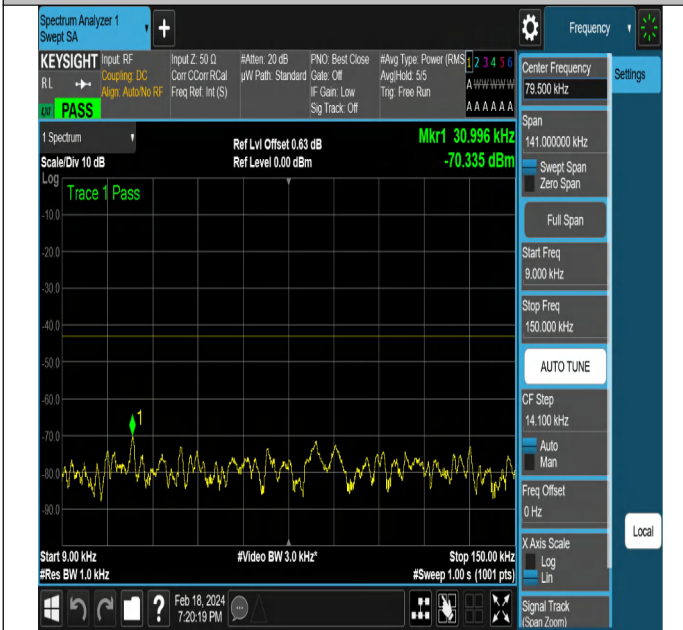 Spectrum Analyzer 1
Swept SA
+
Frequency
KEYSIGHT
RL
LXI PASS
Input: RF
Coupling: DC
Align: Auto/No RF
Input Z: 50 Ω
Corr CCorr RCal
Freq Ref: Int (S)
#Atten: 20 dB
µW Path: Standard
PNO: Best Close
Gate: Off
IF Gain: Low
Sig Track: Off
#Avg Type: Power (RMS
Avg|Hold: 5/5
Trig: Free Run
1 2 3 4 5 6
A W W W W W
A A A A A A
Center Frequency
79.500 kHz
Settings
1 Spectrum
Scale/Div 10 dB
Log
Ref Lvl Offset 0.63 dB
Ref Level 0.00 dBm
Mkr1 30.996 kHz
-70.335 dBm
Trace 1 Pass
-10.0
-20.0
-30.0
-40.0
-50.0
-60.0
-70.0
-80.0
-90.0
1
Start 9.00 kHz
#Res BW 1.0 kHz
#Video BW 3.0 kHz*
Stop 150.00 kHz
#Sweep 1.00 s (1001 pts)
Span
141.000000 kHz
Swept Span
Zero Span
Full Span
Start Freq
9.000 kHz
Stop Freq
150.000 kHz
AUTO TUNE
CF Step
14.100 kHz
Auto
Man
Freq Offset
0 Hz
X Axis Scale
Log
Lin
Signal Track
(Span Zoom)
Local
?
Feb 18, 2024
7:20:19 PM